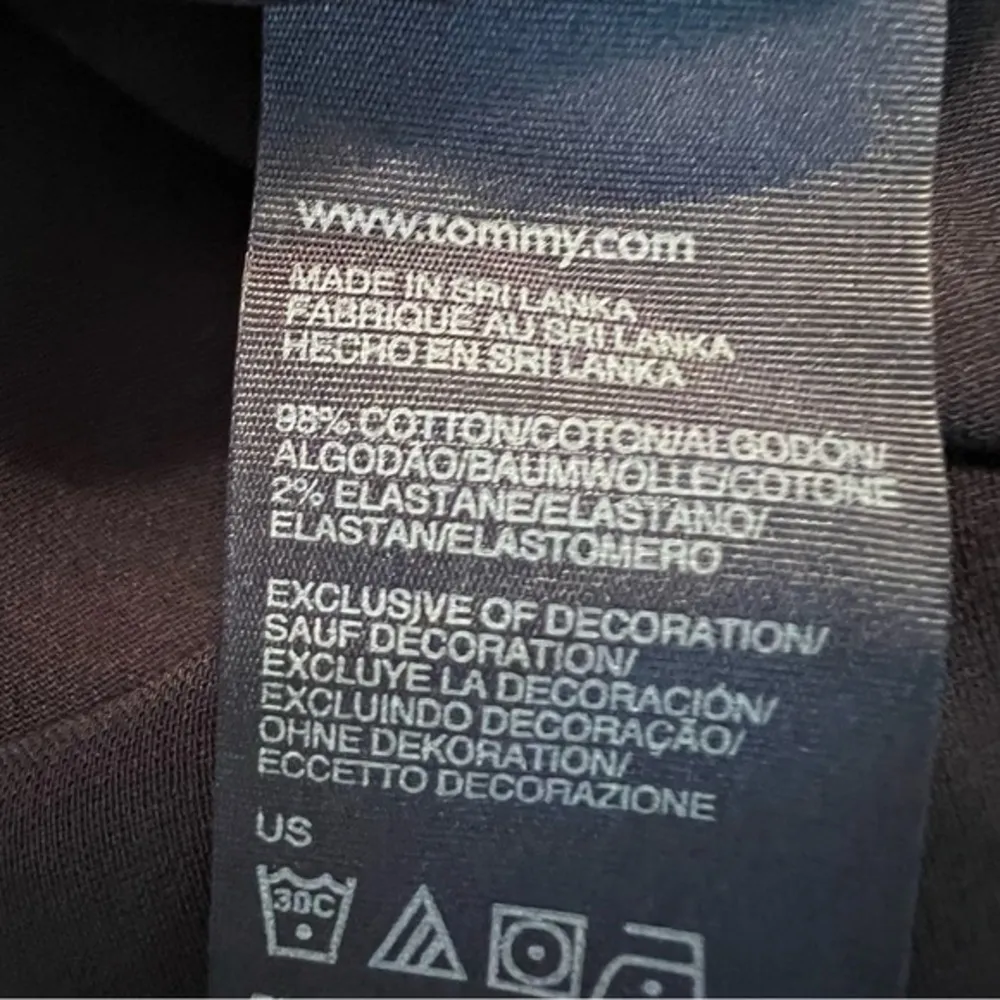 www.tommy.com
MADE IN SRI LANKA
FABRIQUÉ AU SRI LANKA
HECHO EN SRI LANKA
98% COTTON/COTON/ALGODÓN/
ALGODÃO/BAUMWOLLE/COTONE
2% ELASTANE/ELASTANO/
ELASTAN/ELASTOMERO
EXCLUSIVE OF DECORATION/
SAUF DÉCORATION/
EXCLUYE LA DECORACIÓN/
EXCLUINDO DECORAÇÃO/
OHNE DEKORATION/
ECCETTO DECORAZIONE
US
30C